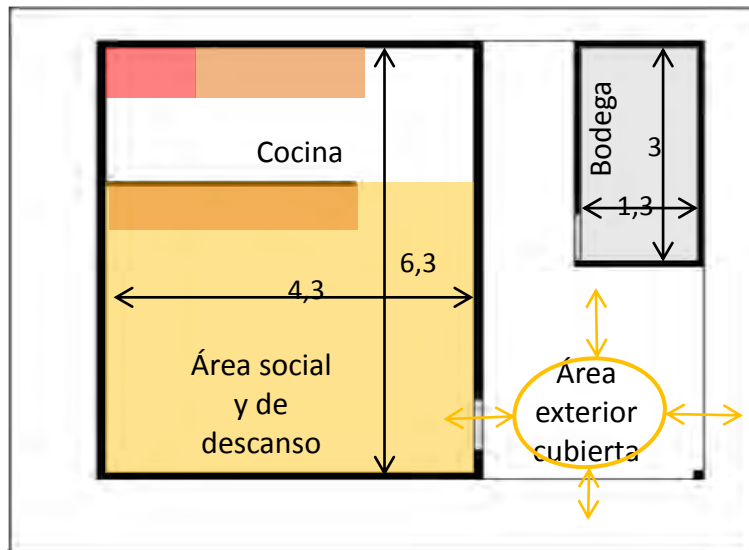 Cocina
Bodega
3
1,3
6,3
4,3
Área social
y de
descanso
Área
exterior
cubierta